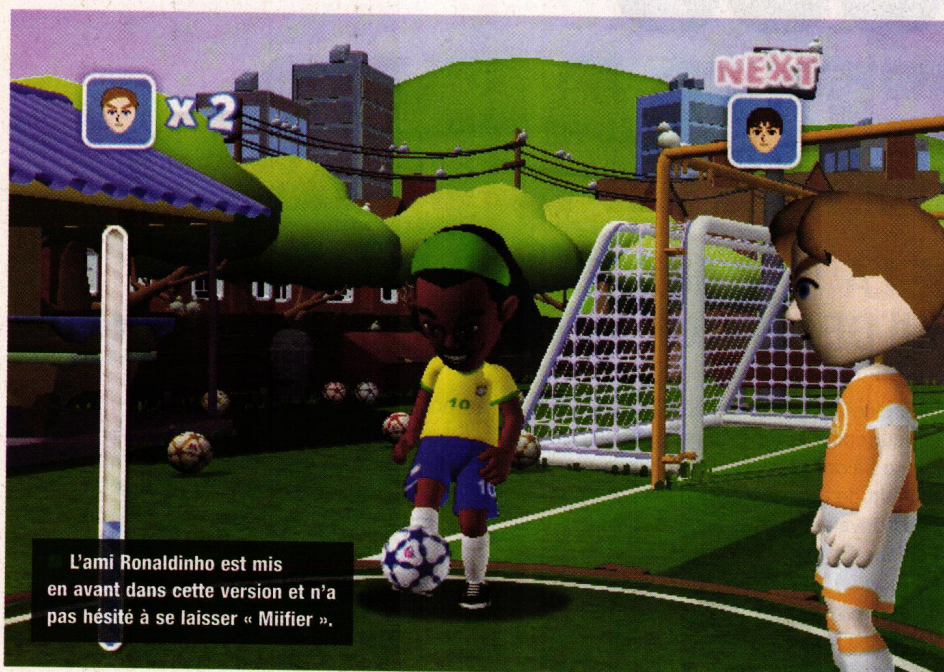 x 2
NEXT
10
10
L'ami Ronaldinho est mis
en avant dans cette version et n'a
pas hésité à se laisser « Miifier ».